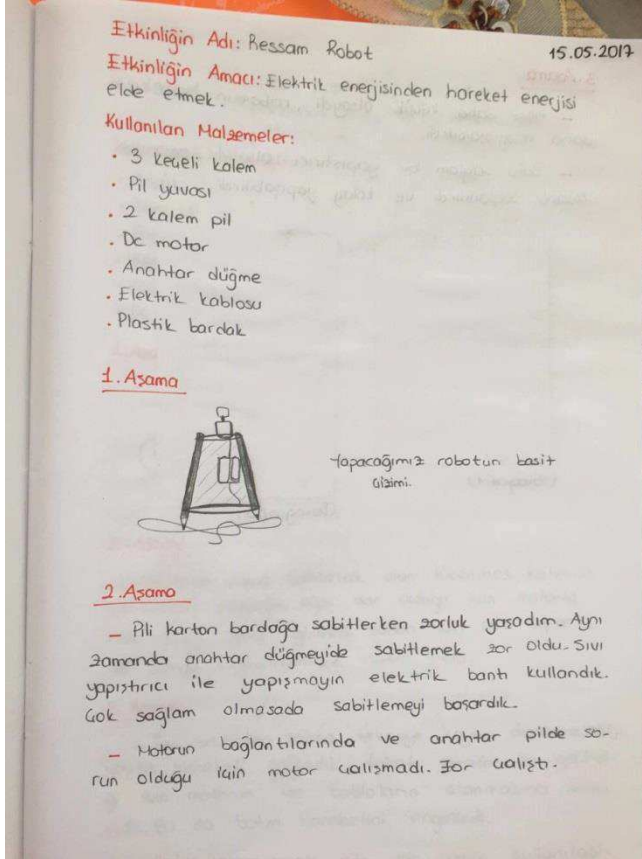 Etkinliğin Adı: Ressam Robot
15.05.2017
Etkinliğin Amacı: Elektrik enerjisinden hareket enerjisi
elde etmek.
Kullanılan Malzemeler:
• 3 keçeli kalem
• Pil yuvası
• 2 kalem pil
• Dc motor
• Anahtar düğme
• Elektrik kablosu
• Plastik bardak
1. Aşama
Yapacağımız robotun basit
çizimi.
2. Aşama
– Pili karton bardağa sabitlerken zorluk yaşadım. Aynı
zamanda anahtar düğmeyide sabitlemek zor oldu. Sıvı
yapıştırıcı ile yapışmayın elektrik bantı kullandık.
Çok sağlam olmasada sabitlemeyi başardık.
– Motorun bağlantılarında ve anahtar pilde so-
run olduğu için motor çalışmadı. Zor çalıştı.